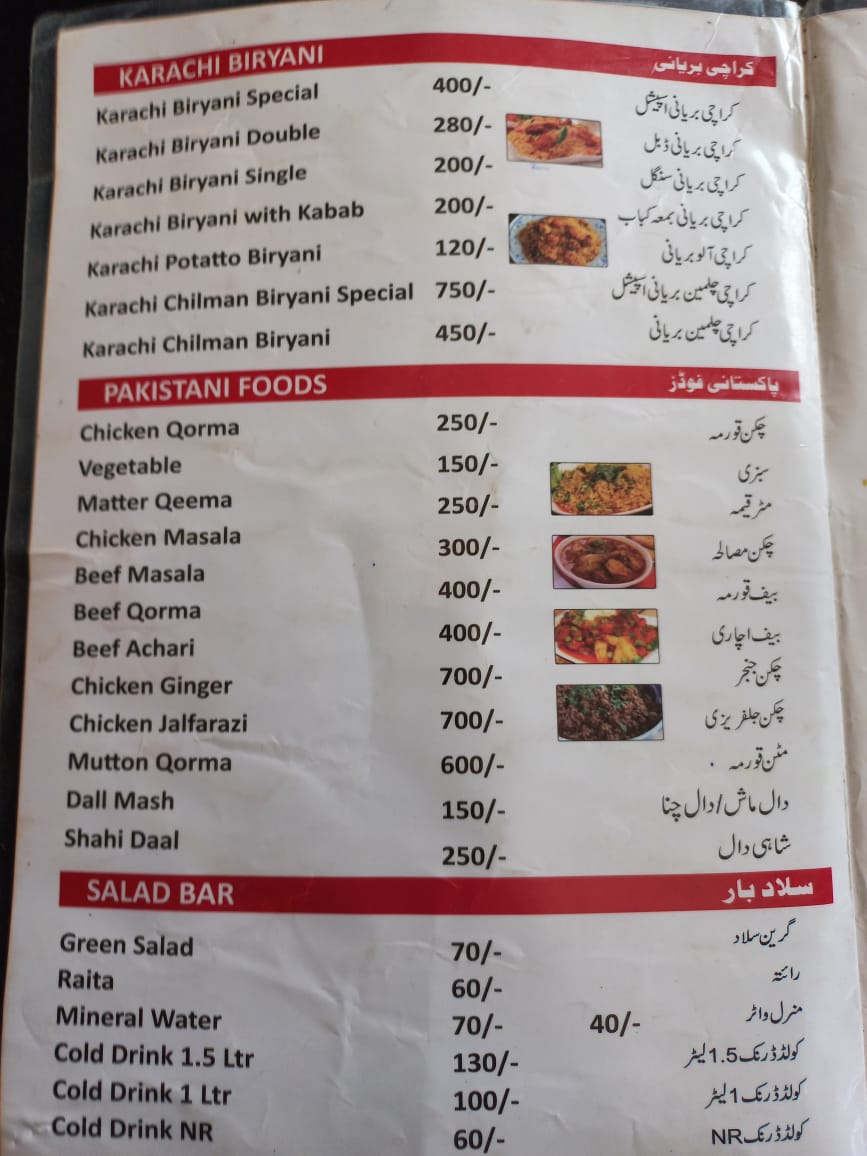 KARACHI BIRYANI کراچی بریانی
Karachi Biryani Special 400/- کراچی بریانی اسپیشل
Karachi Biryani Double 280/- کراچی بریانی ڈبل
Karachi Biryani Single 200/- کراچی بریانی سنگل
Karachi Biryani with Kabab 200/- کراچی بریانی بمعہ کباب
Karachi Potatto Biryani 120/- کراچی آلو بریانی
Karachi Chilman Biryani Special 750/- کراچی چلمین بریانی اسپیشل
Karachi Chilman Biryani 450/- کراچی چلمین بریانی
PAKISTANI FOODS پاکستانی فوڈز
Chicken Qorma 250/- چکن قورمہ
Vegetable 150/- سبزی
Matter Qeema 250/- مٹر قیمہ
Chicken Masala 300/- چکن مصالحہ
Beef Masala
Beef Qorma 400/- بیف قورمہ
Beef Achari 400/- بیف اچاری
Chicken Ginger 700/- چکن جنجر
Chicken Jalfarazi 700/- چکن جلفریزی
Mutton Qorma 600/- مٹن قورمہ
Dall Mash 150/- دال ماش/دال چنا
Shahi Daal 250/- شاہی دال
SALAD BAR سلاد بار
Green Salad 70/- گرین سلاد
Raita 60/- رائتہ
Mineral Water 70/- 40/- منرل واٹر
Cold Drink 1.5 Ltr 130/- کولڈ ڈرنک 1.5 لیٹر
Cold Drink 1 Ltr 100/- کولڈ ڈرنک 1 لیٹر
Cold Drink NR 60/- کولڈ ڈرنک NR